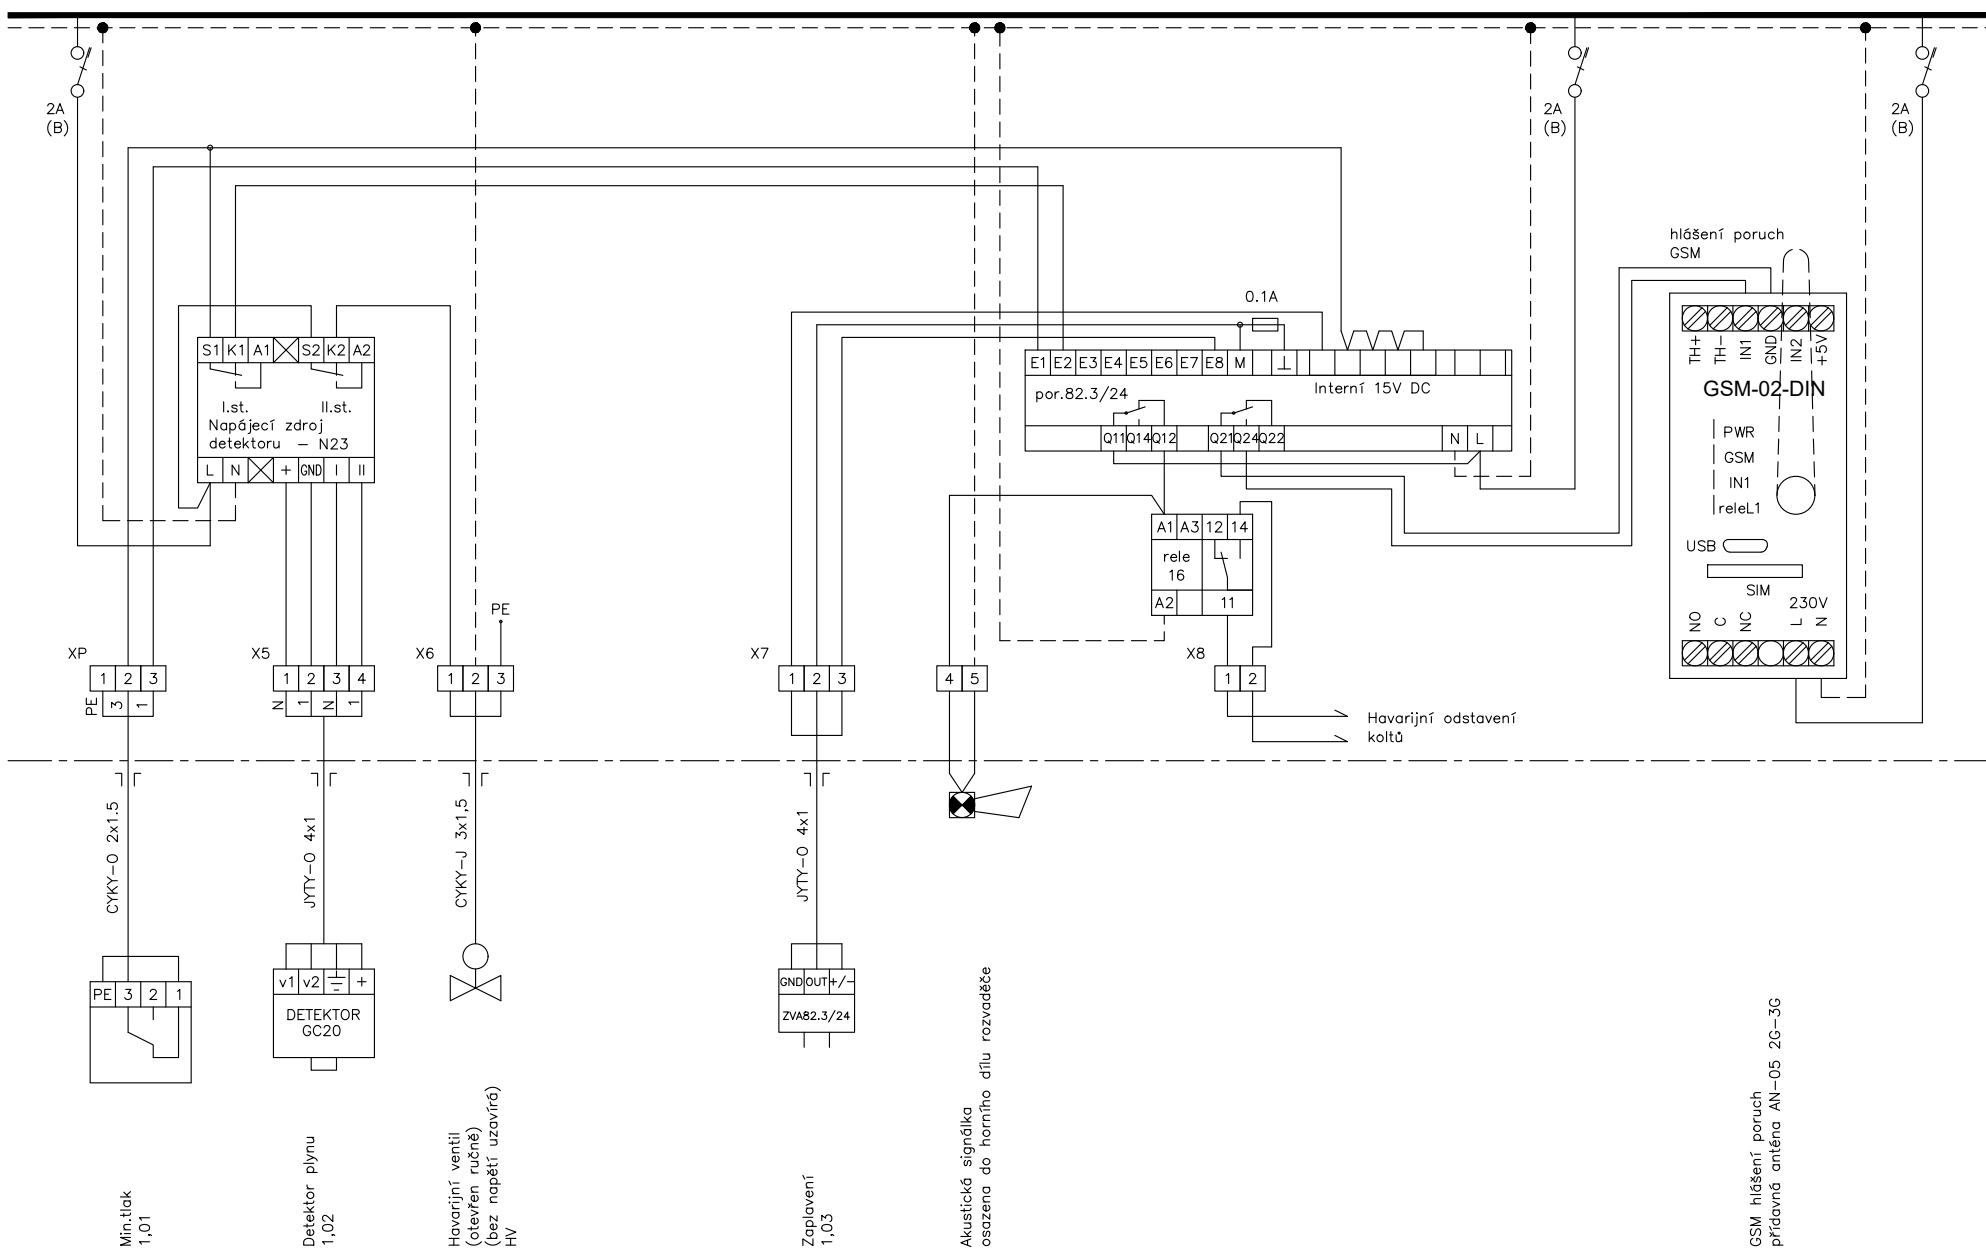 2A
(B)
2A
(B)
2A
(B)
hlášení poruch
GSM
0.1A
S1 K1 A1 S2 K2 A2
I.st. II.st.
Napájecí zdroj
detektoru – N23
L N + GND I II
E1 E2 E3 E4 E5 E6 E7 E8 M
por.82.3/24
Interní 15V DC
Q11 Q14 Q12 Q21 Q24 Q22 N L
TH+ TH- IN1 GND IN2 +5V
GSM-02-DIN
PWR
GSM
IN1
releL1
USB
SIM
230V
NO C NC L N
A1 A3 12 14
rele
16
A2 11
PE
XP
1 2 3
PE 3 1
X5
1 2 3 4
N 1 N 1
X6
1 2 3
X7
1 2 3
4 5
X8
1 2
Havarijní odstavení
koltů
CYKY-O 2x1.5
JYTY-O 4x1
CYKY-J 3x1,5
JYTY-O 4x1
PE 3 2 1
v1 v2 +
DETEKTOR
GC20
GND OUT +/-
ZVA82.3/24
Min.tlak
1,01
Detektor plynu
1,02
Havarijní ventil
(otevřen ručně)
(bez napětí uzavírá)
HV
Zaplavení
1,03
Akustická signálka
osazena do horního dílu rozvaděče
GSM hlášení poruch
přídavná anténa AN-05 2G-3G